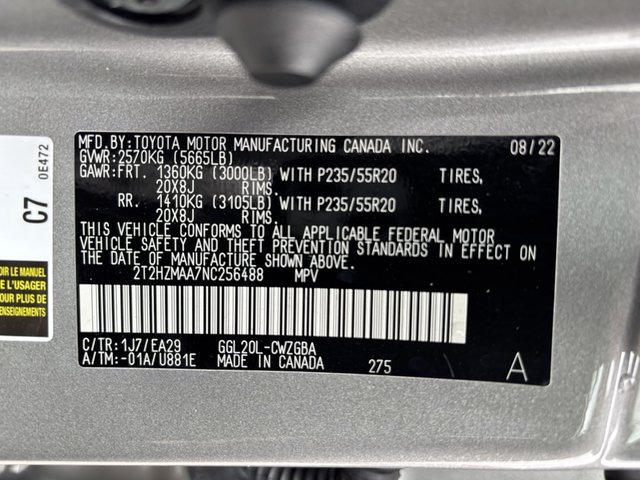 MFD.BY:TOYOTA MOTOR MANUFACTURING CANADA INC. 08/22
GVWR:2570KG (5665LB)
GAWR:FRT. 1360KG (3000LB) WITH P235/55R20 TIRES,
20X8J RIMS.
RR. 1410KG (3105LB) WITH P235/55R20 TIRES,
20X8J RIMS.
THIS VEHICLE CONFORMS TO ALL APPLICABLE FEDERAL MOTOR
VEHICLE SAFETY AND THEFT PREVENTION STANDARDS IN EFFECT ON
THE DATE OF MANUFACTURE SHOWN ABOVE.
2T2HZMAA7NC256488 MPV
C/TR:1J7/EA29 GGL20L-CWZGBA
A/TM:-01A/U881E MADE IN CANADA 275 A
C7
0E472
OIR LE MANUEL
E L'USAGER
POUR PLUS DE
ENSEIGNEMENTS